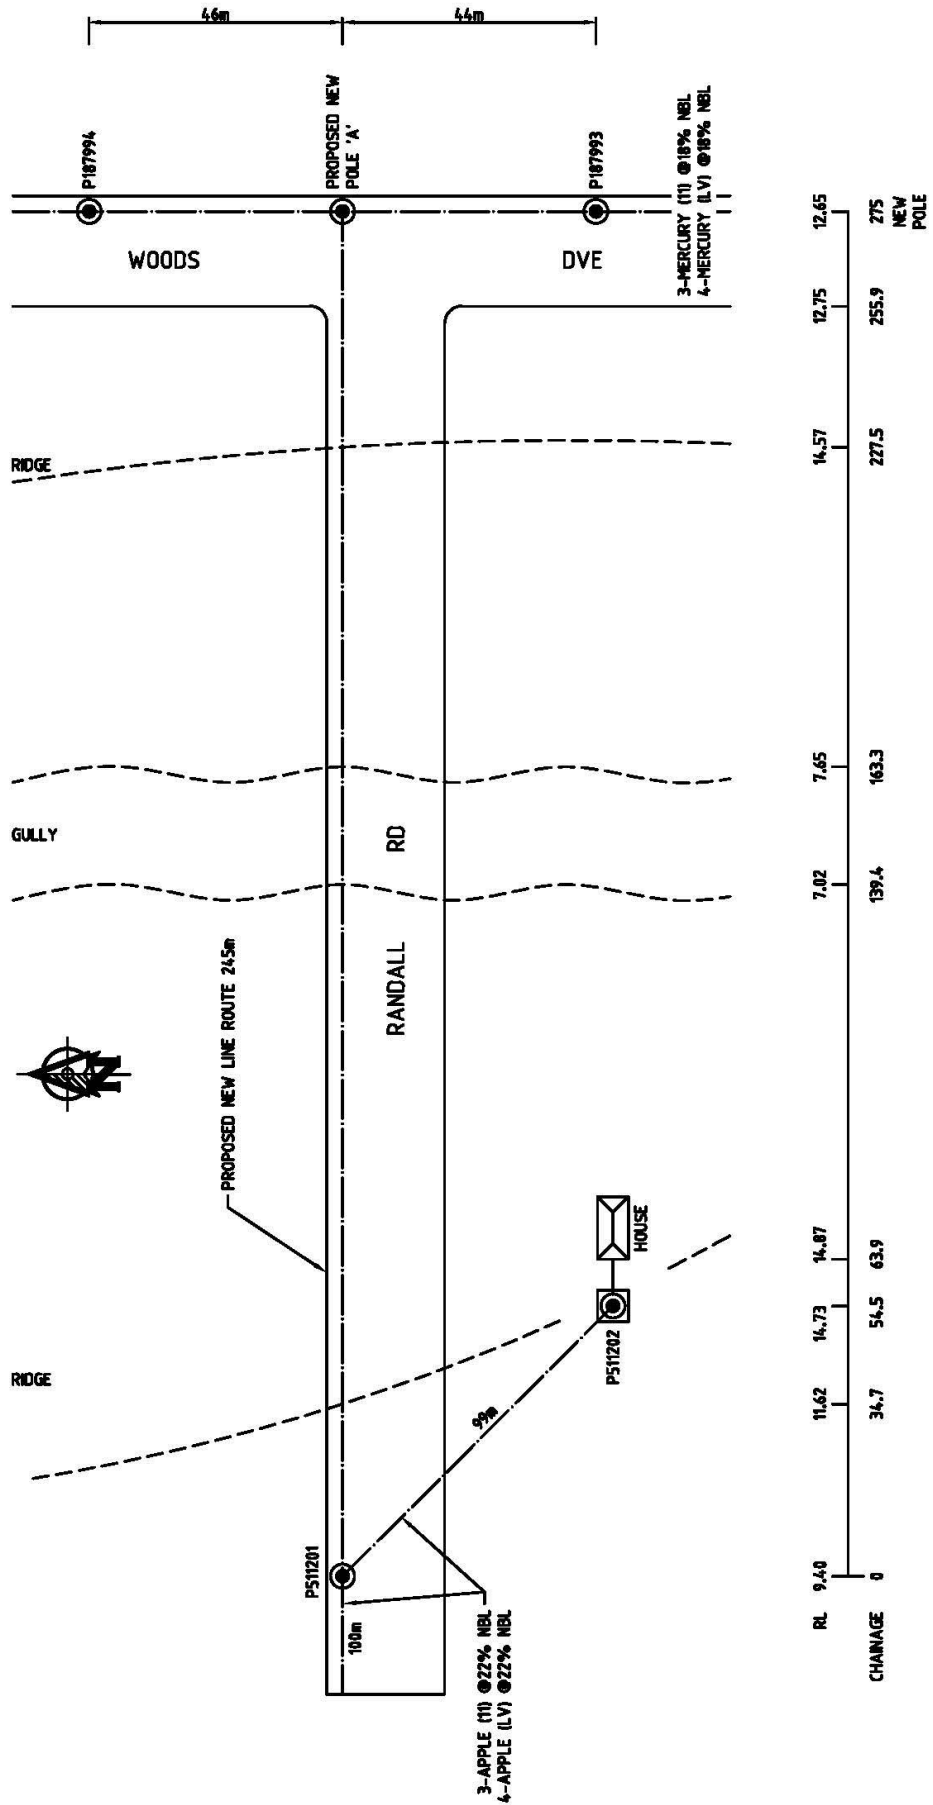 46m
44m
P187994
PROPOSED NEW
POLE 'A'
P187993
3-MERCURY (11) @18% NBL
4-MERCURY (LV) @18% NBL
WOODS
DVE
RIDGE
GULLY
RANDALL
RD
PROPOSED NEW LINE ROUTE 245m
N
HOUSE
P511202
RIDGE
99m
P511201
100m
3-APPLE (11) @22% NBL
4-APPLE (LV) @22% NBL
RL
9.40
11.62
14.73
14.87
7.02
7.65
14.57
12.75
12.65
CHAINAGE
0
34.7
54.5
63.9
139.4
163.3
227.5
255.9
275
NEW
POLE